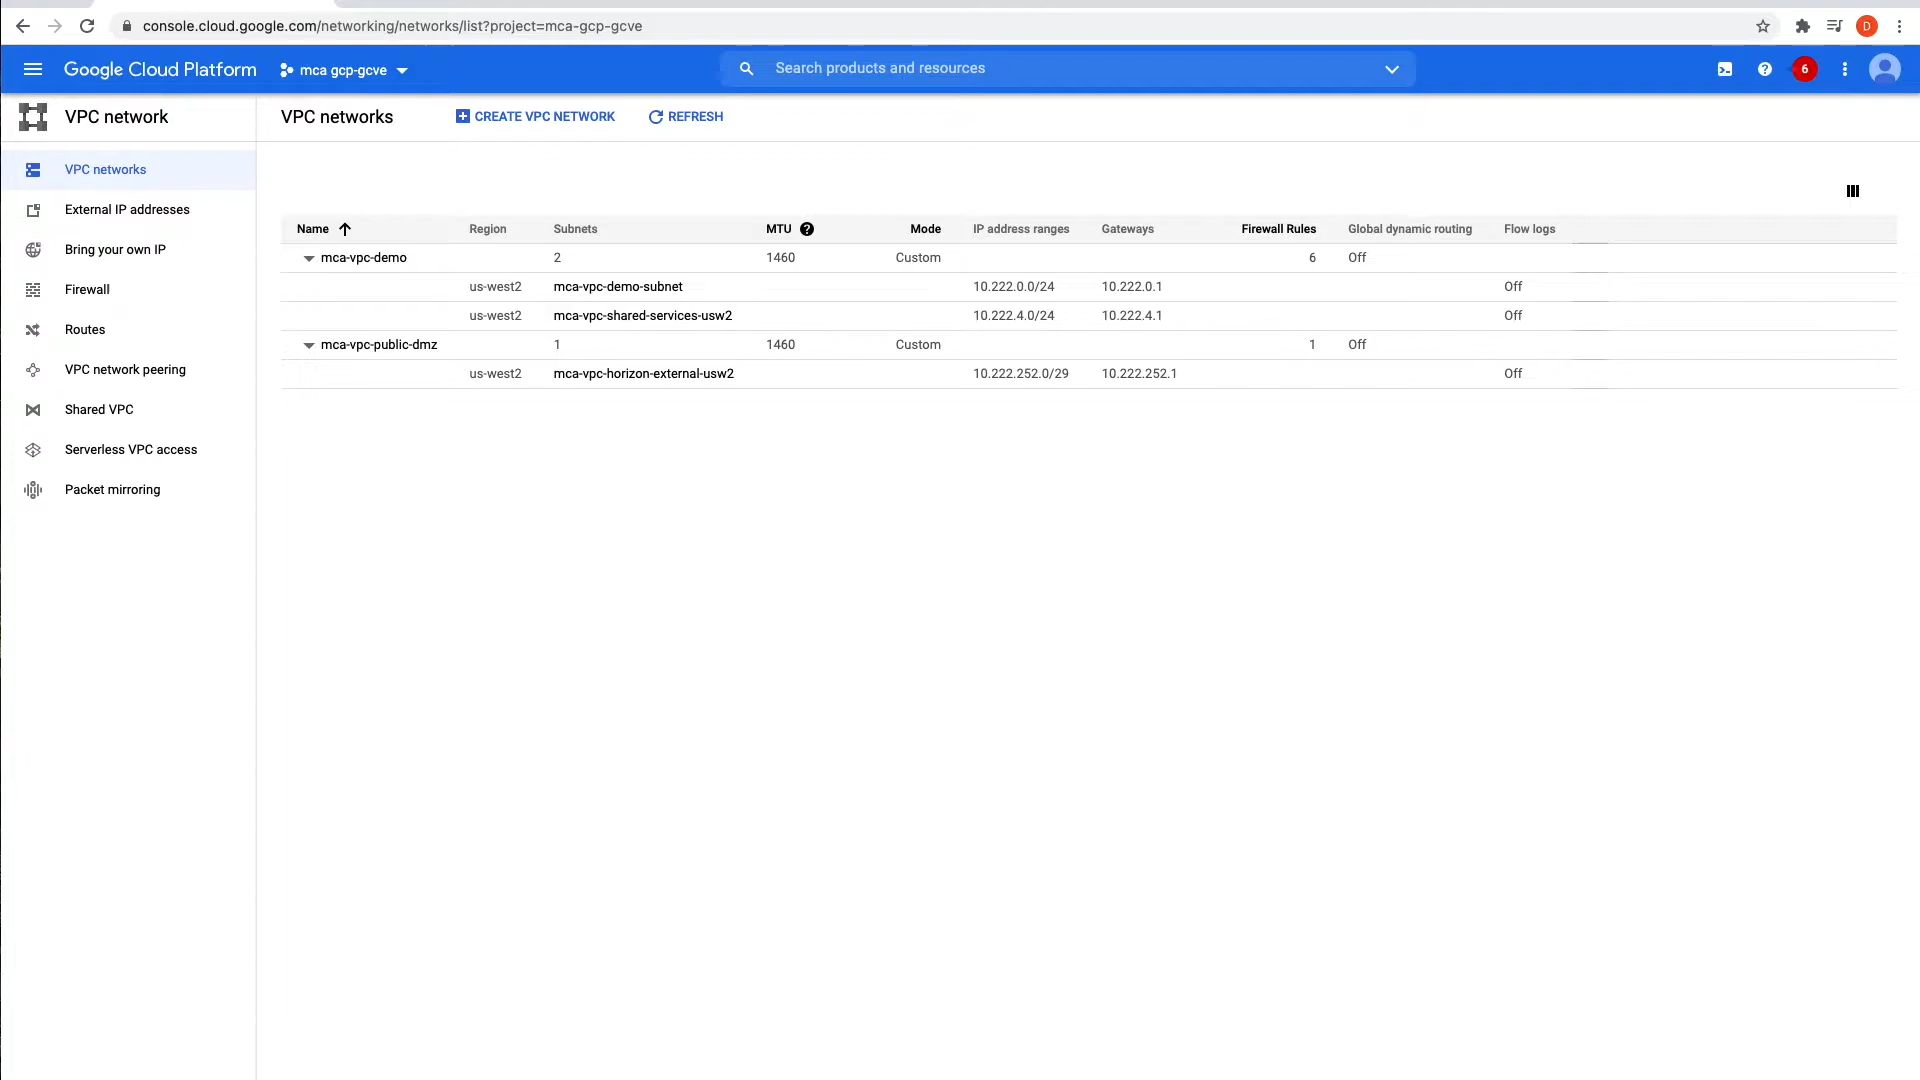 console.cloud.google.com/networking/networks/list?project=mca-gcp-gcve
D
Google Cloud Platform
mca gcp-gcve
Search products and resources
6
VPC network
VPC networks
CREATE VPC NETWORK
REFRESH
VPC networks
External IP addresses
Bring your own IP
Firewall
Routes
VPC network peering
Shared VPC
Serverless VPC access
Packet mirroring
Name Region Subnets MTU ? Mode IP address ranges Gateways Firewall Rules Global dynamic routing Flow logs
mca-vpc-demo 2 1460 Custom 6 Off
us-west2 mca-vpc-demo-subnet 10.222.0.0/24 10.222.0.1 Off
us-west2 mca-vpc-shared-services-usw2 10.222.4.0/24 10.222.4.1 Off
mca-vpc-public-dmz 1 1460 Custom 1 Off
us-west2 mca-vpc-horizon-external-usw2 10.222.252.0/29 10.222.252.1 Off